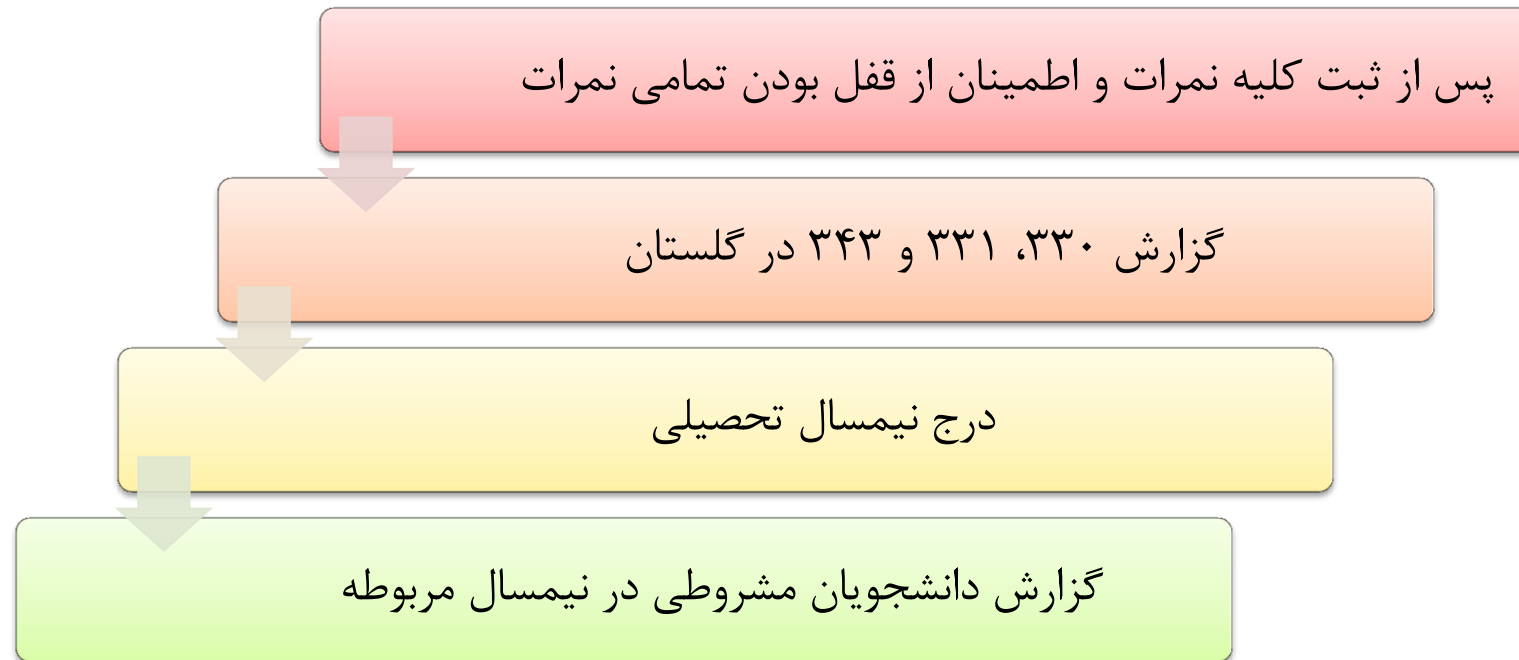 پس از ثبت کلیه نمرات و اطمینان از قفل بودن تمامی نمرات
گزارش ۳۳۰، ۳۳۱ و ۳۴۳ در گلستان
درج نیمسال تحصیلی
گزارش دانشجویان مشروطی در نیمسال مربوطه